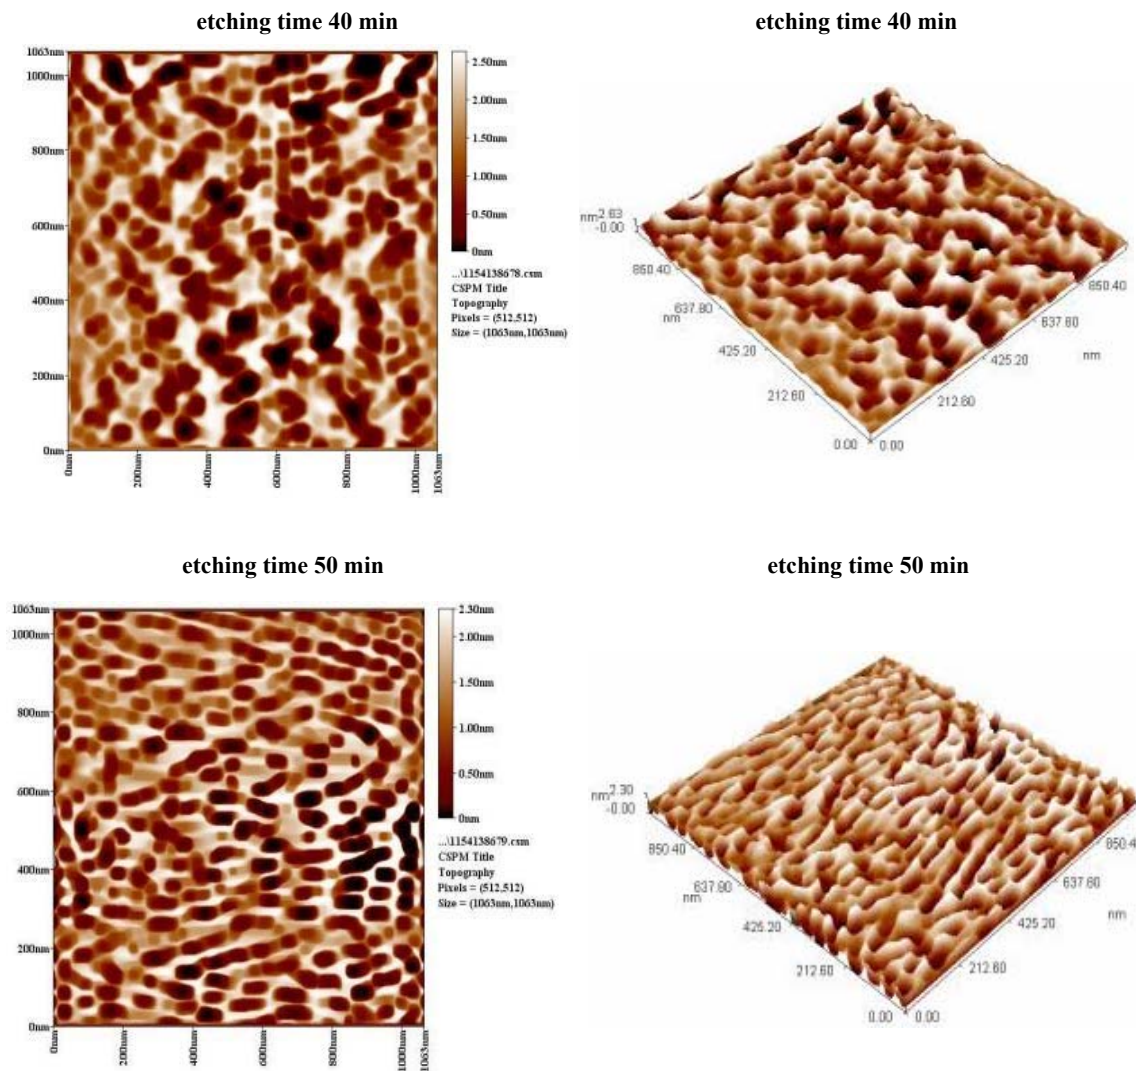 etching time 40 min
etching time 40 min
1063nm
1000nm
800nm
600nm
400nm
200nm
0nm
0nm
200nm
400nm
600nm
800nm
1000nm
1063nm
2.50nm
2.00nm
1.50nm
1.00nm
0.50nm
0nm
...\1154138678.csm
CSPM Title
Topography
Pixels = (512,512)
Size = (1063nm,1063nm)
nm 2.63
-0.00
850.40
637.80
nm
425.20
212.60
0.00
0.00
212.60
425.20
637.60
850.40
nm
etching time 50 min
etching time 50 min
1063nm
1000nm
800nm
600nm
400nm
200nm
0nm
0nm
200nm
400nm
600nm
800nm
1000nm
1063nm
2.30nm
2.00nm
1.50nm
1.00nm
0.50nm
0nm
...\1154138679.csm
CSPM Title
Topography
Pixels = (512,512)
Size = (1063nm,1063nm)
nm 2.30
-0.00
850.40
637.80
nm
425.20
212.60
0.00
0.00
212.60
425.20
637.60
850.40
nm